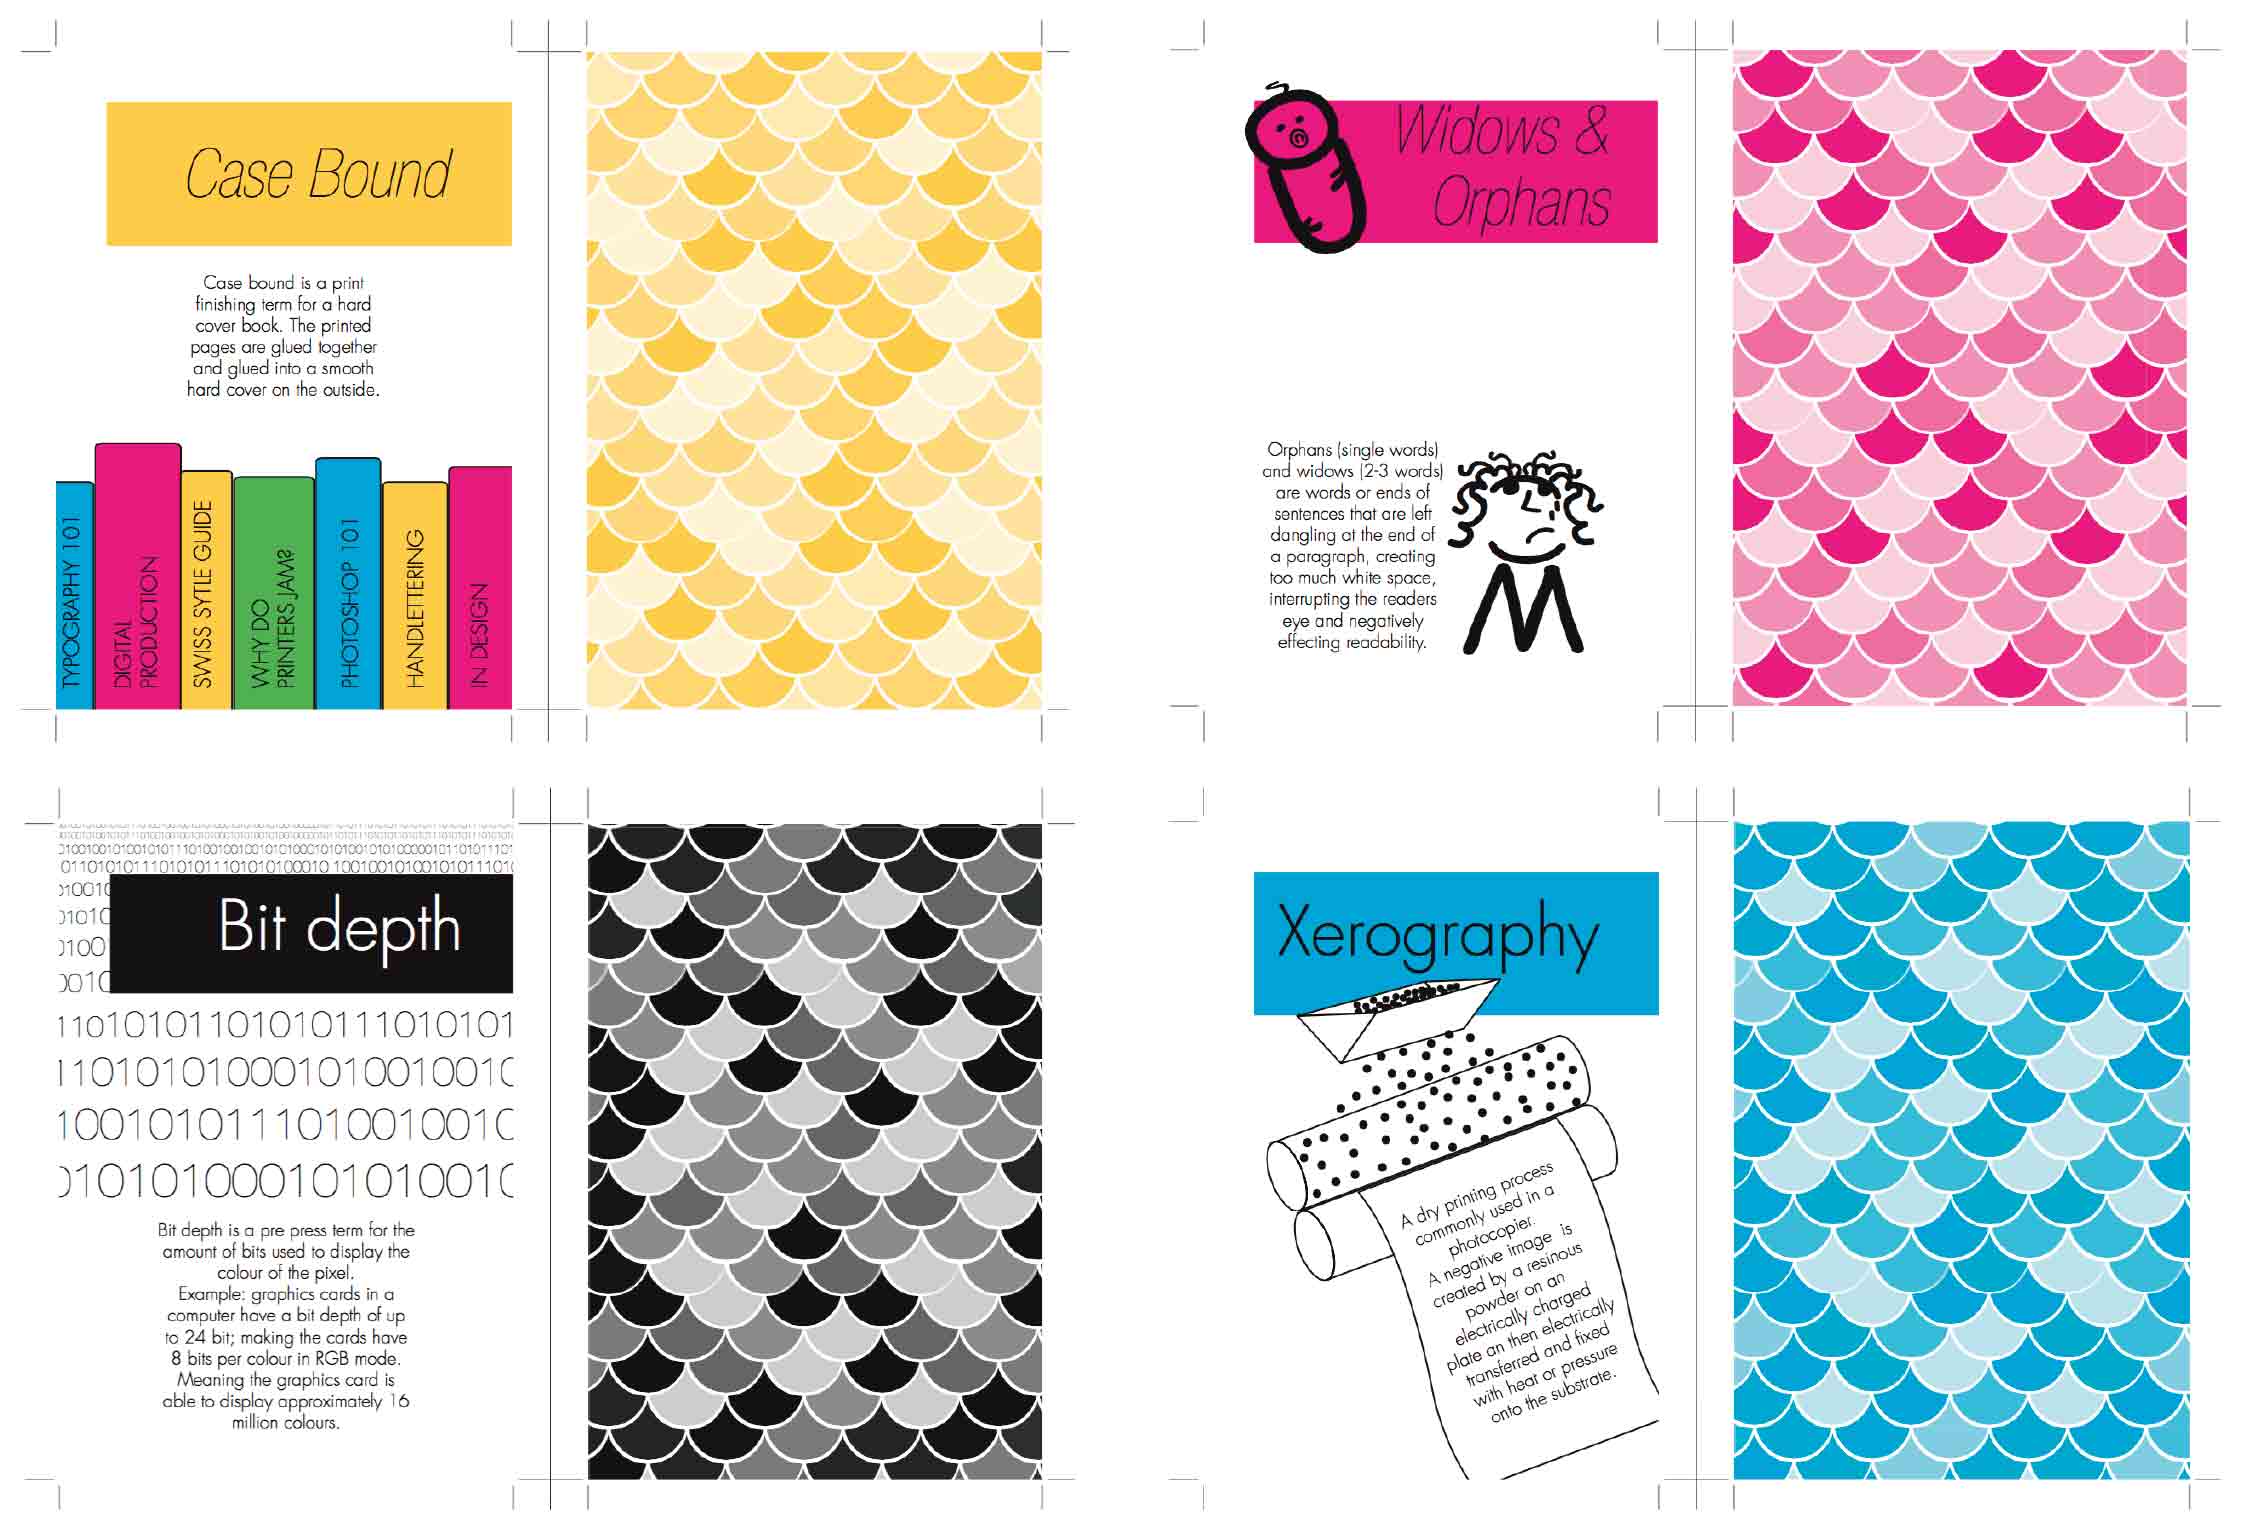 Case Bound
Case bound is a print
finishing term for a hard
cover book. The printed
pages are glued together
and glued into a smooth
hard cover on the outside.
TYPOGRAPHY 101
DIGITAL
PRODUCTION
SWISS SYTLE GUIDE
WHY DO
PRINTERS JAM?
PHOTOSHOP 101
HANDLETTERING
IN DESIGN
Widows &
Orphans
Orphans (single words)
and widows (2-3 words)
are words or ends of
sentences that are left
dangling at the end of
a paragraph, creating
too much white space,
interrupting the readers
eye and negatively
effecting readability.
Bit depth
11010101101010111010101
1101010100010100100010
Bit depth is a pre press term for the
amount of bits used to display the
colour of the pixel.
Example: graphics cards in a
computer have a bit depth of up
to 24 bit; making the cards have
8 bits per colour in RGB mode.
Meaning the graphics card is
able to display approximately 16
million colours.
Xerography
A dry printing process
commonly used in a
photocopier.
A negative image is
created by a resinous
powder on an
electrically charged
plate an then electrically
transferred and fixed
with heat or pressure
onto the substrate.